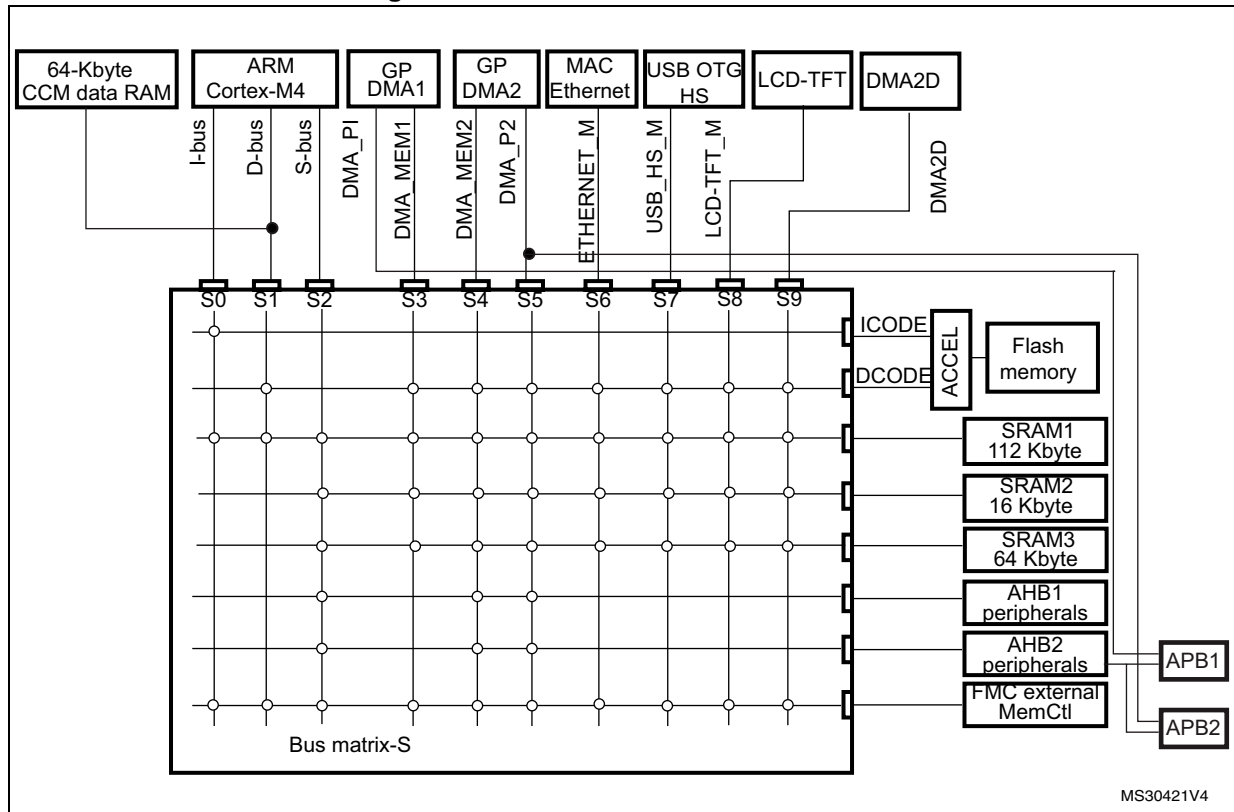 64-Kbyte
CCM data RAM
ARM
Cortex-M4
GP
DMA1
GP
DMA2
MAC
Ethernet
USB OTG
HS
LCD-TFT
DMA2D
I-bus
D-bus
S-bus
DMA_PI
DMA_MEM1
DMA_MEM2
DMA_P2
ETHERNET_M
USB_HS_M
LCD-TFT_M
DMA2D
S0
S1
S2
S3
S4
S5
S6
S7
S8
S9
ICODE
DCODE
ACCEL
Flash
memory
SRAM1
112 Kbyte
SRAM2
16 Kbyte
SRAM3
64 Kbyte
AHB1
peripherals
AHB2
peripherals
FMC external
MemCtl
APB1
APB2
Bus matrix-S
MS30421V4